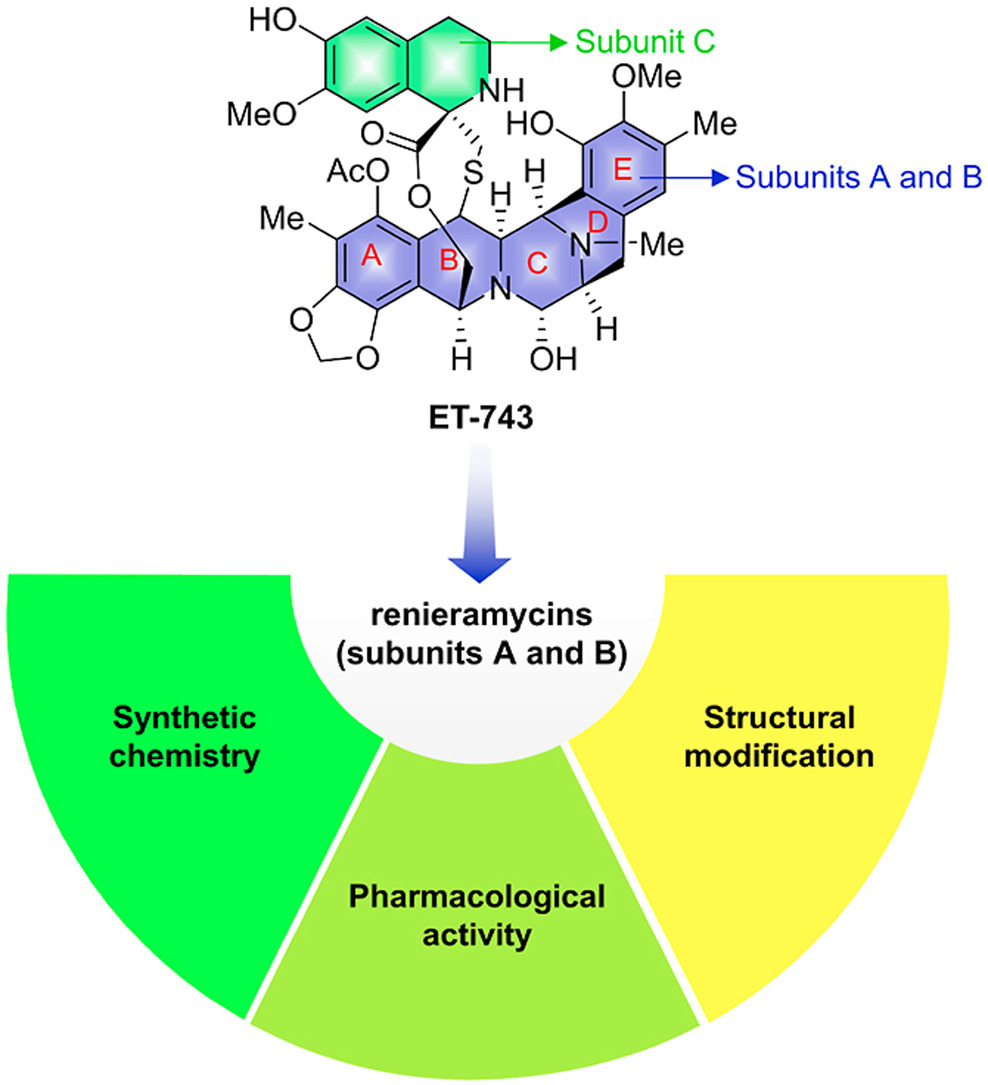 HO
Subunit C
NH
OMe
MeO
O
HO
Me
AcO
S
H
E
Subunits A and B
O
H
D
Me
A
B
C
N
Me
N
O
O
H
H
OH
ET-743
renieramycins
(subunits A and B)
Synthetic
chemistry
Structural
modification
Pharmacological
activity